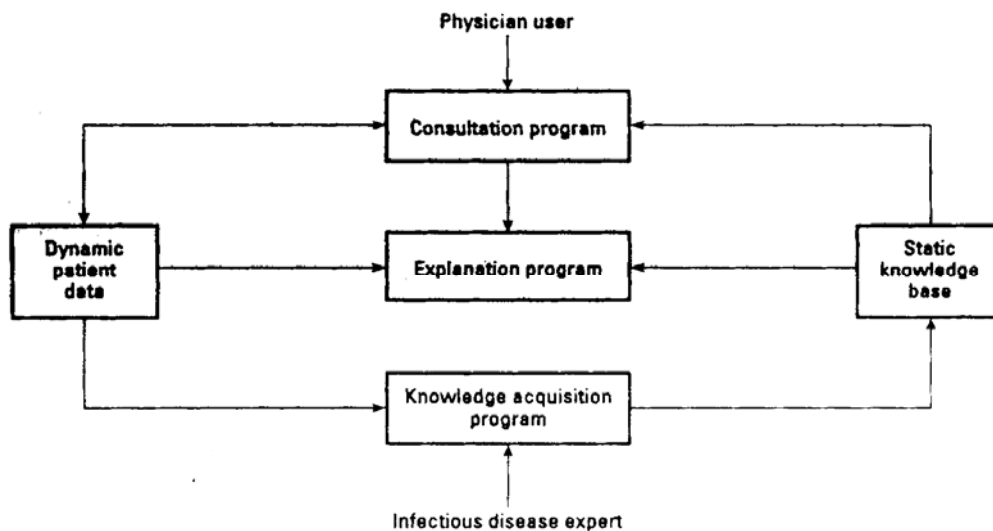 Physician user
Consultation program
Dynamic
patient
data
Explanation program
Static
knowledge
base
Knowledge acquisition
program
Infectious disease expert